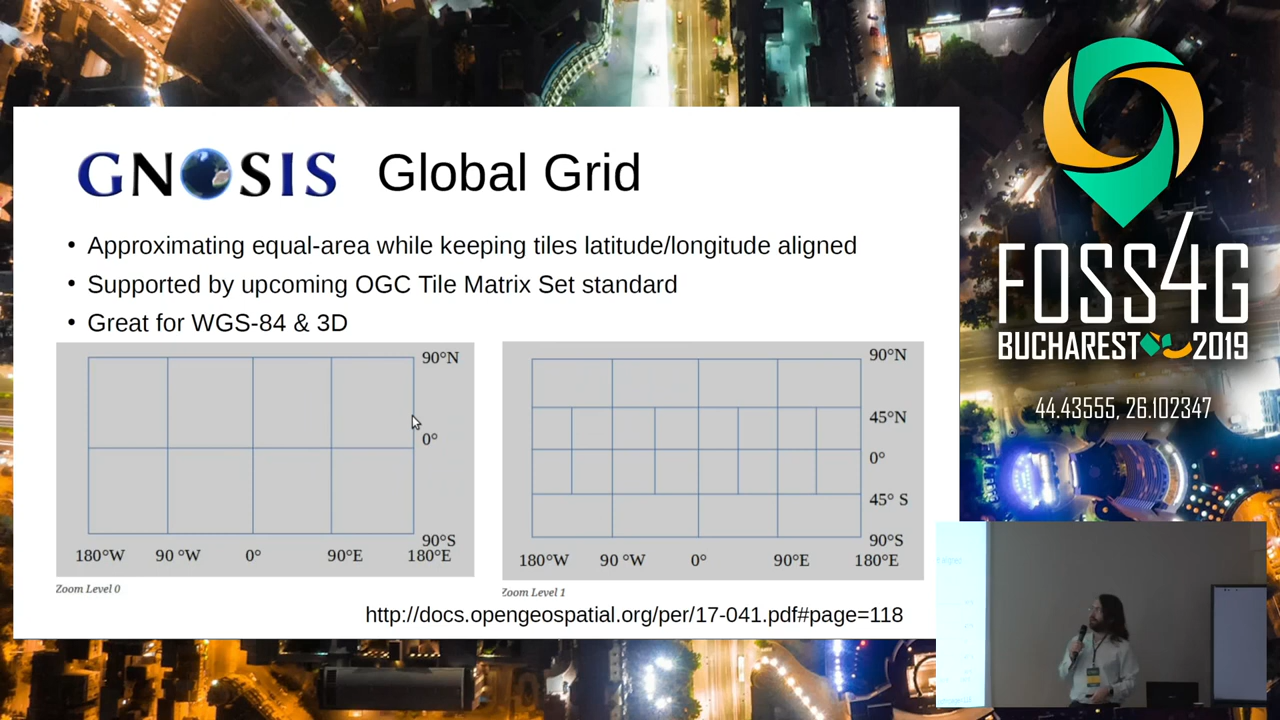 GNOSIS Global Grid
• Approximating equal-area while keeping tiles latitude/longitude aligned
• Supported by upcoming OGC Tile Matrix Set standard
• Great for WGS-84 & 3D
90°N
0°
90°S
180°W 90 °W 0° 90°E 180°E
Zoom Level 0
90°N
45°N
0°
45° S
90°S
180°W 90 °W 0° 90°E 180°E
Zoom Level 1
http://docs.opengeospatial.org/per/17-041.pdf#page=118
FOSS4G
BUCHAREST 2019
44.43555, 26.102347